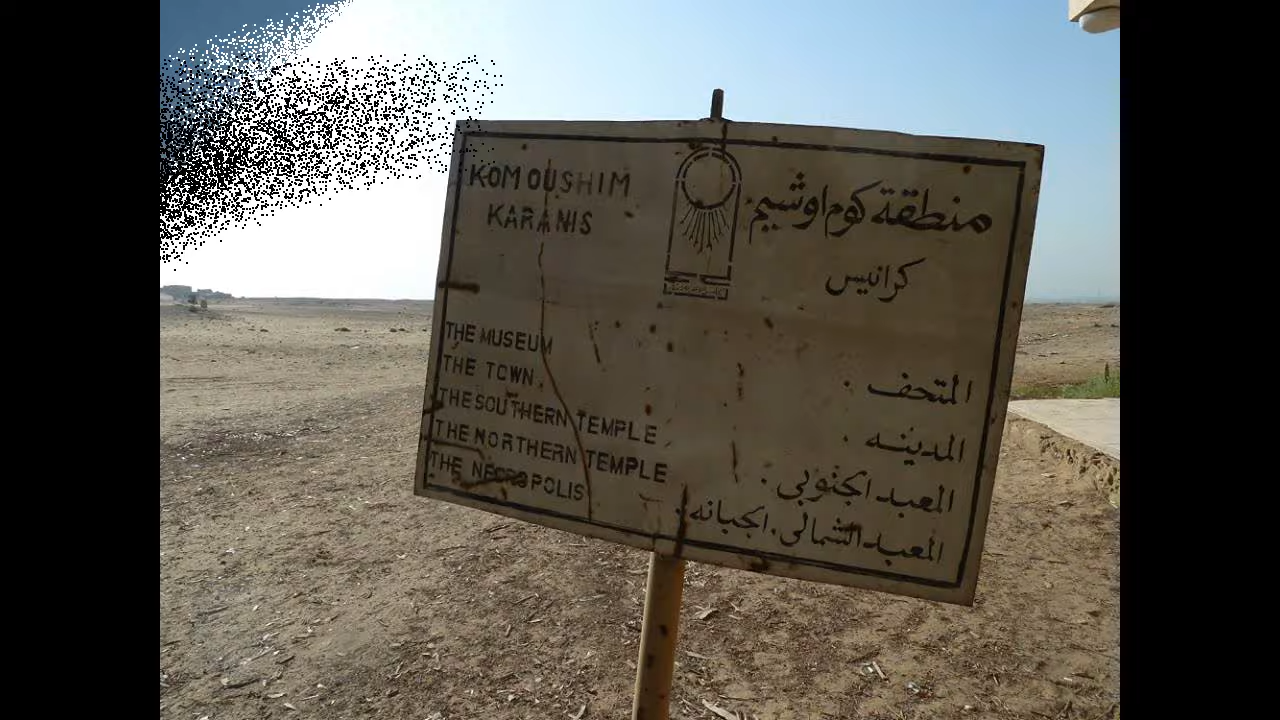 KOM OUSHIM
KARANIS
منطقة كوم اوشيم
كرانيس
THE MUSEUM
THE TOWN
THE SOUTHERN TEMPLE
THE NORTHERN TEMPLE
THE NECROPOLIS
المتحف .
المدينه .
المعبد الجنوبى .
المعبد الشمالى . الجبانه .